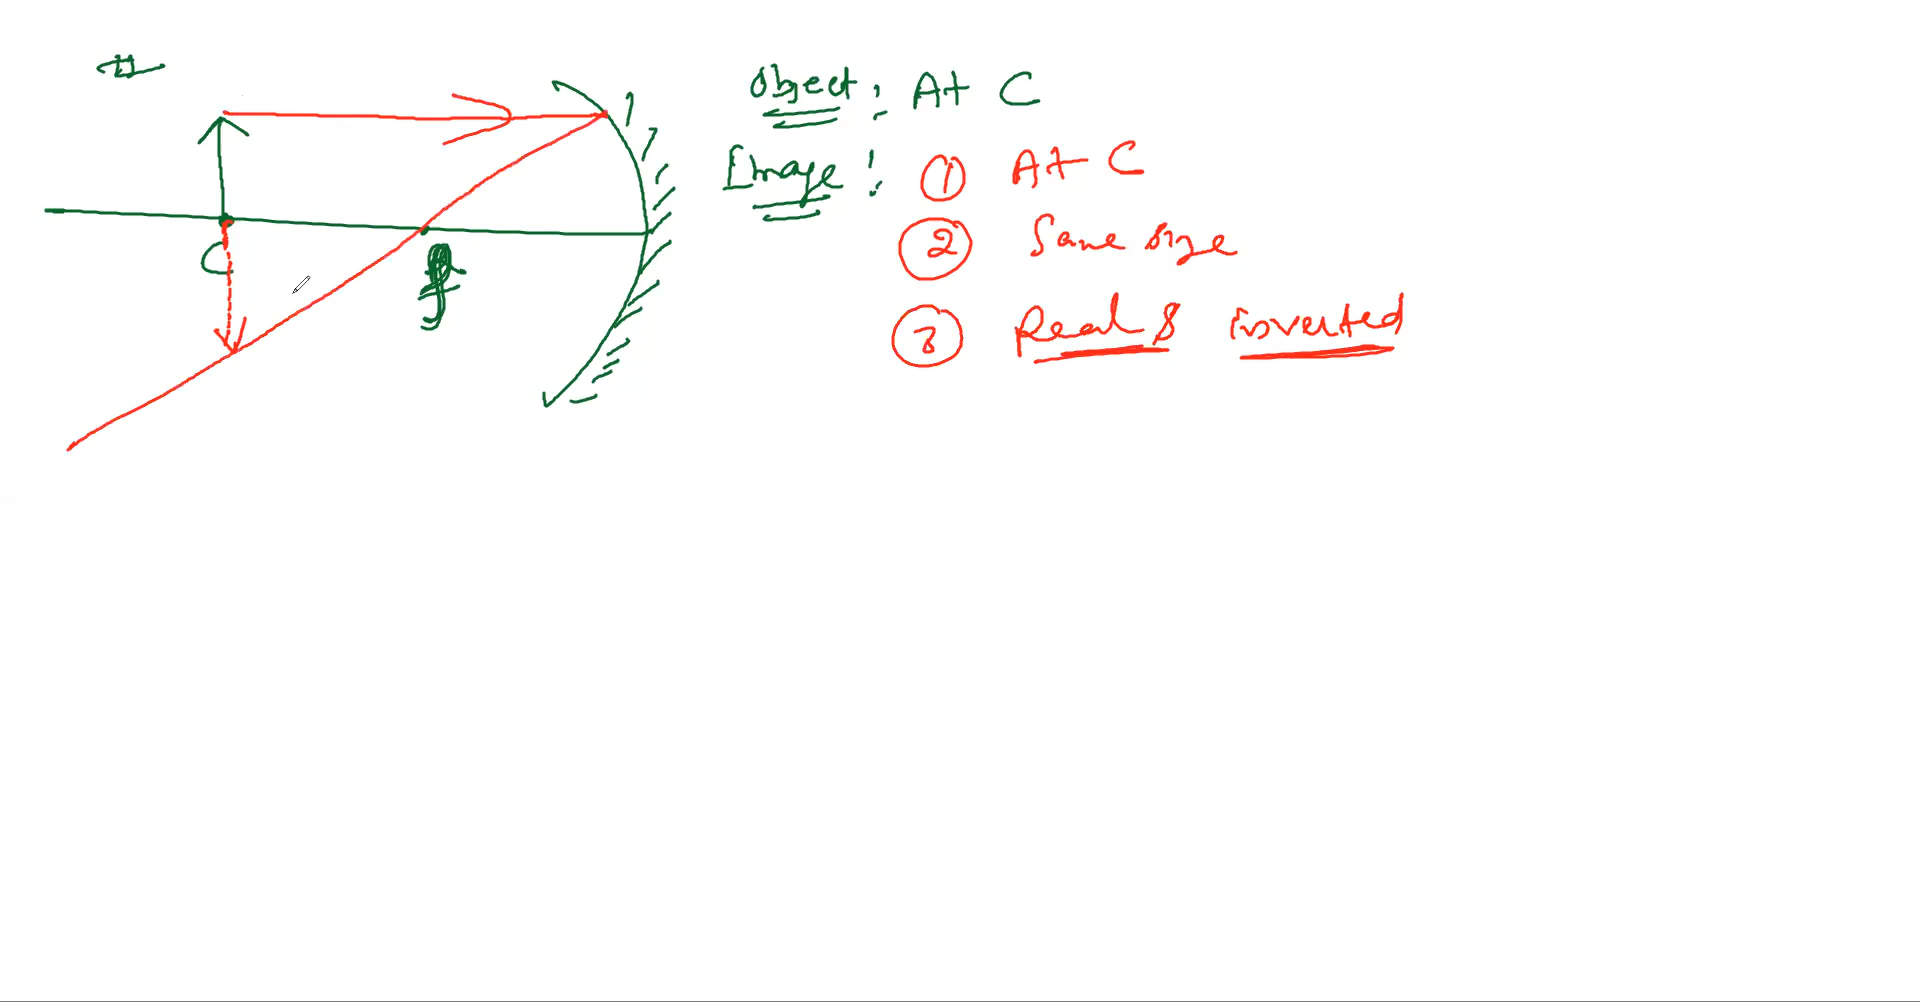 #
Object : At C
Image : ① At C
② Same size
③ Real & inverted
C